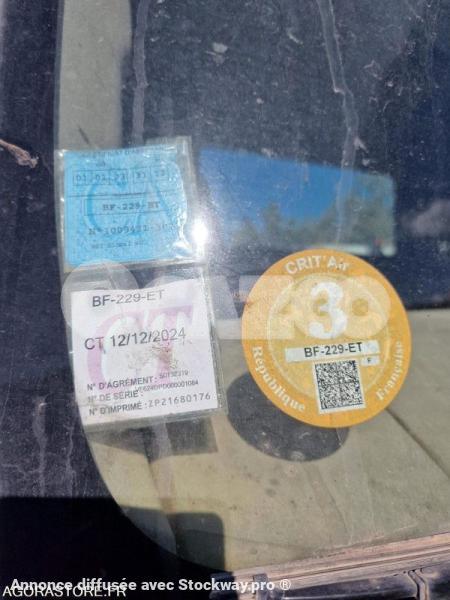 BF-229-ET
BF-229-ET
CT 12/12/2024
N° D'AGRÉMENT :
N° DE SÉRIE :
N° D'IMPRIMÉ : ZP21680176
CRIT'Air
3
BF-229-ET
F
République
Française
Annonce diffusée avec Stockway.pro ®
AGORASTORE.FR